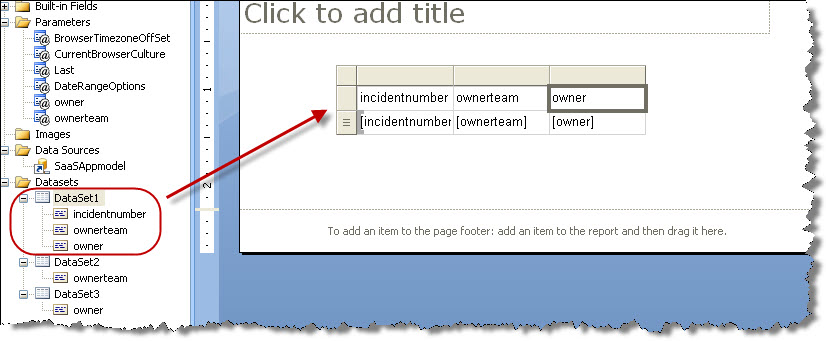 Built-in Fields
Parameters
BrowserTimezoneOffSet
CurrentBrowserCulture
Last
DateRangeOptions
owner
ownerteam
Images
Data Sources
SaaSAppmodel
Datasets
DataSet1
incidentnumber
ownerteam
owner
DataSet2
ownerteam
DataSet3
owner
1
2
Click to add title
incidentnumber ownerteam owner
[incidentnumber [ownerteam] [owner]
To add an item to the page footer: add an item to the report and then drag it here.